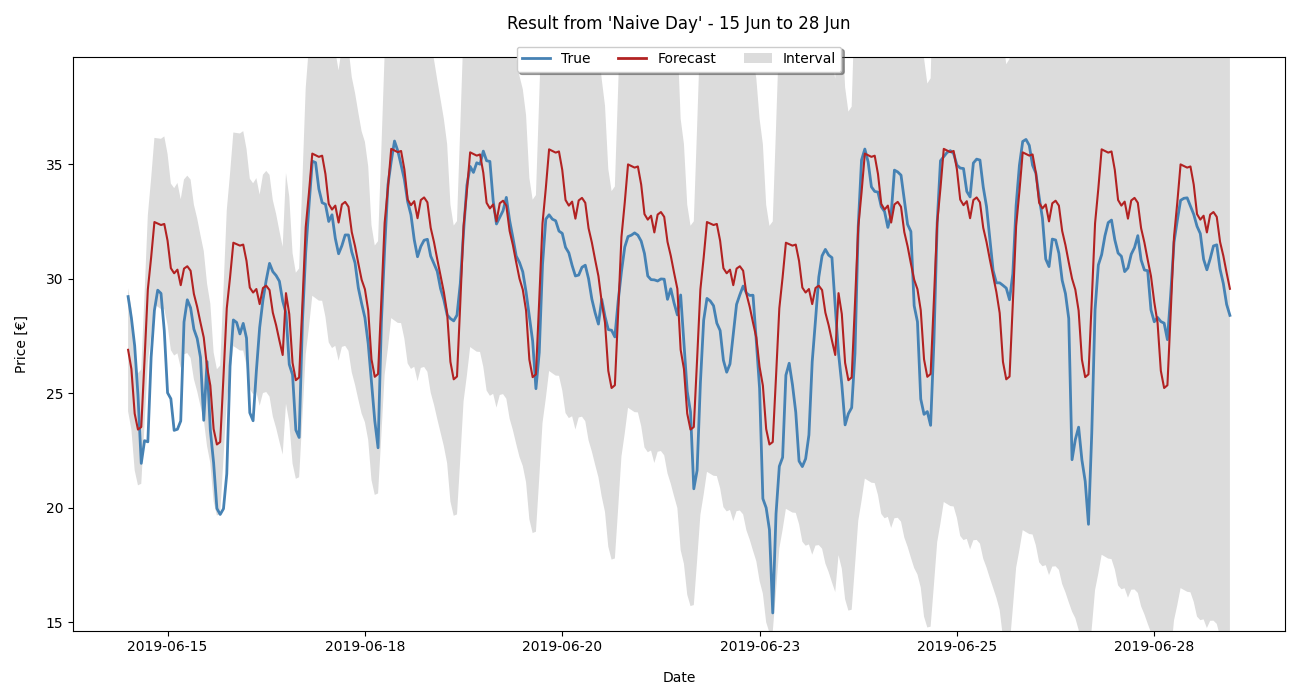 Result from 'Naive Day' - 15 Jun to 28 Jun
True Forecast Interval
Price [€]
35
30
25
20
15
2019-06-15 2019-06-18 2019-06-20 2019-06-23 2019-06-25 2019-06-28
Date